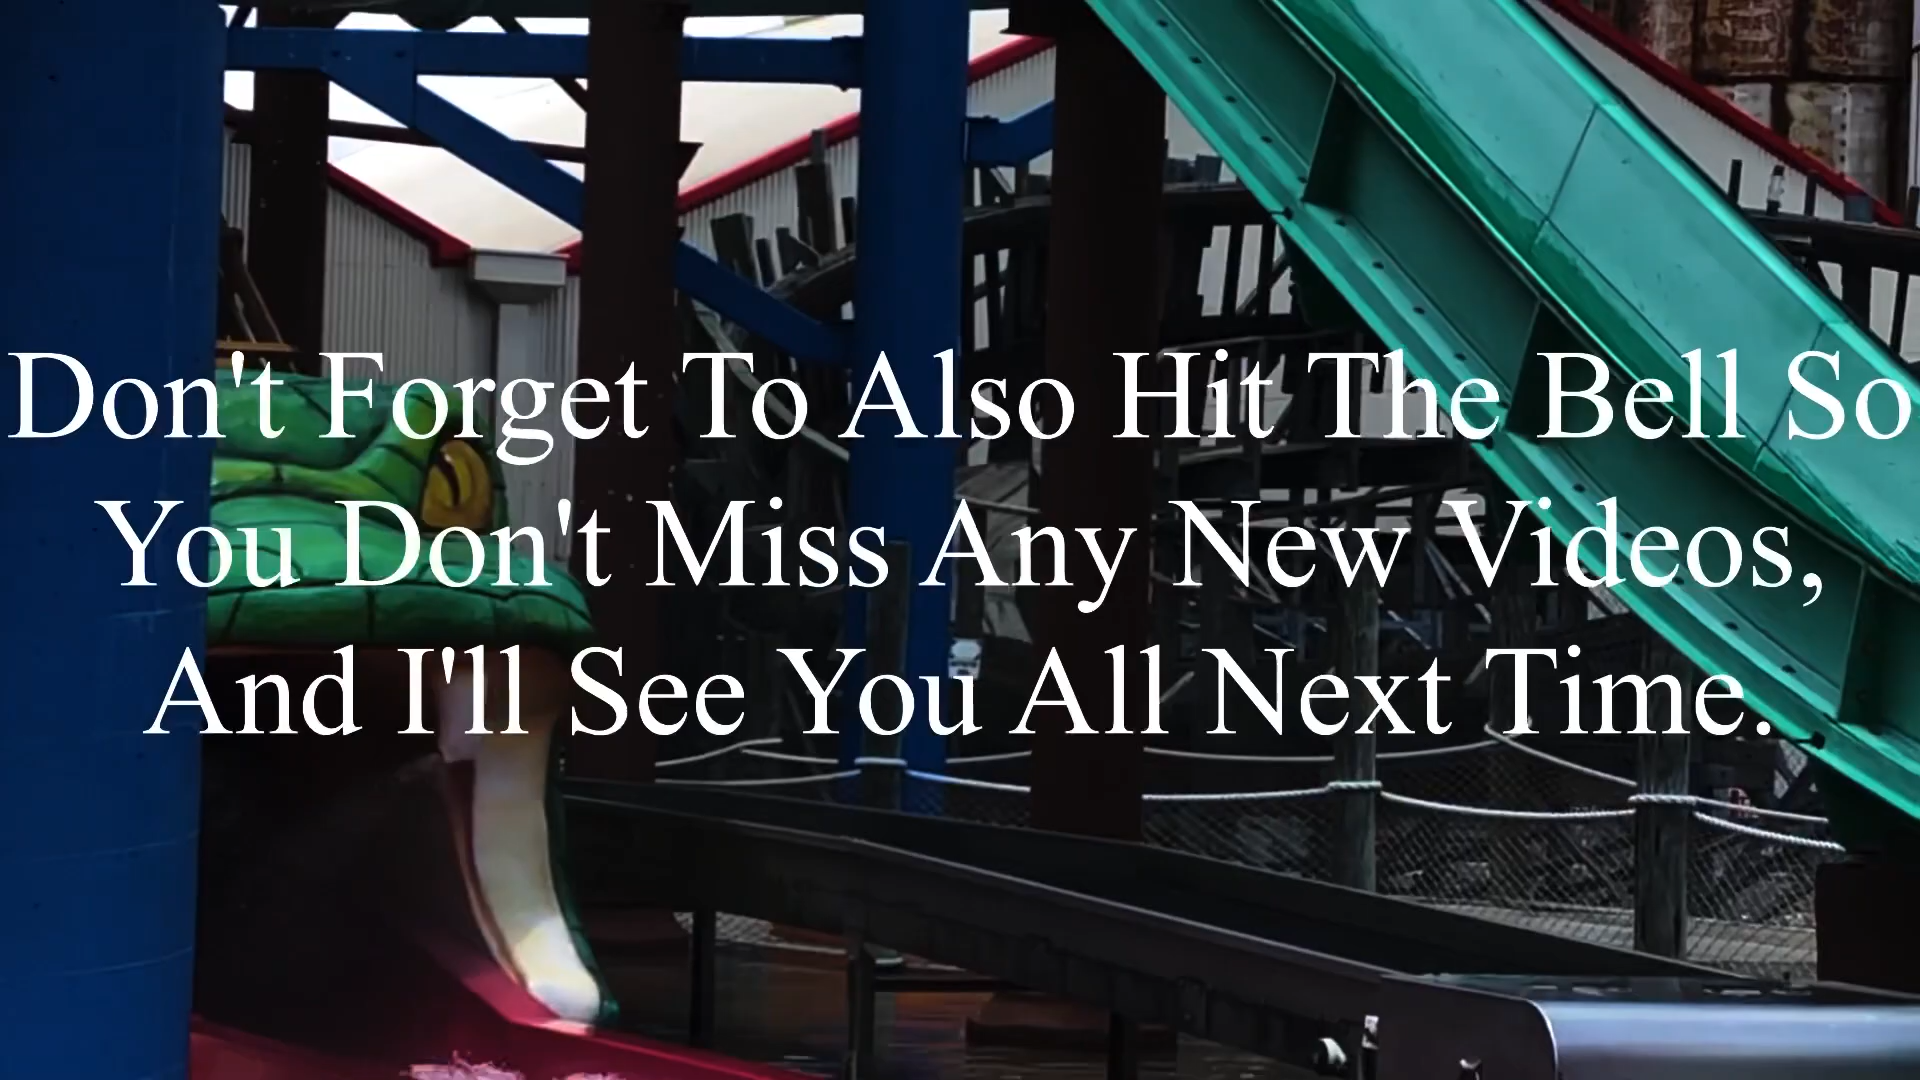 Don't Forget To Also Hit The Bell So
You Don't Miss Any New Videos,
And I'll See You All Next Time.